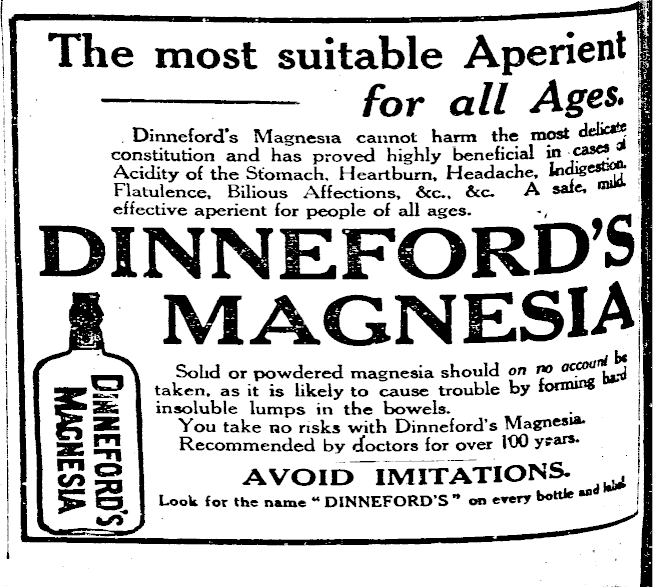 The most suitable Aperient
for all Ages.
Dinneford's Magnesia cannot harm the most delicate
constitution and has proved highly beneficial in cases of
Acidity of the Stomach, Heartburn, Headache, Indigestion,
Flatulence, Bilious Affections, &c., &c. A safe, mild
effective aperient for people of all ages.
DINNEFORD'S
MAGNESIA
DINNEFORD'S
MAGNESIA
Solid or powdered magnesia should on no account be
taken, as it is likely to cause trouble by forming hard
insoluble lumps in the bowels.
You take no risks with Dinneford's Magnesia.
Recommended by doctors for over 100 years.
AVOID IMITATIONS.
Look for the name "DINNEFORD'S" on every bottle and label